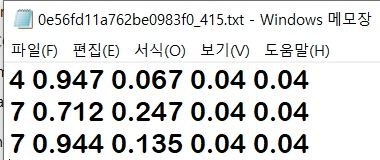 0e56fd11a762be0983f0_415.txt - Windows 메모장
파일(F) 편집(E) 서식(O) 보기(V) 도움말(H)
4 0.947 0.067 0.04 0.04
7 0.712 0.247 0.04 0.04
7 0.944 0.135 0.04 0.04